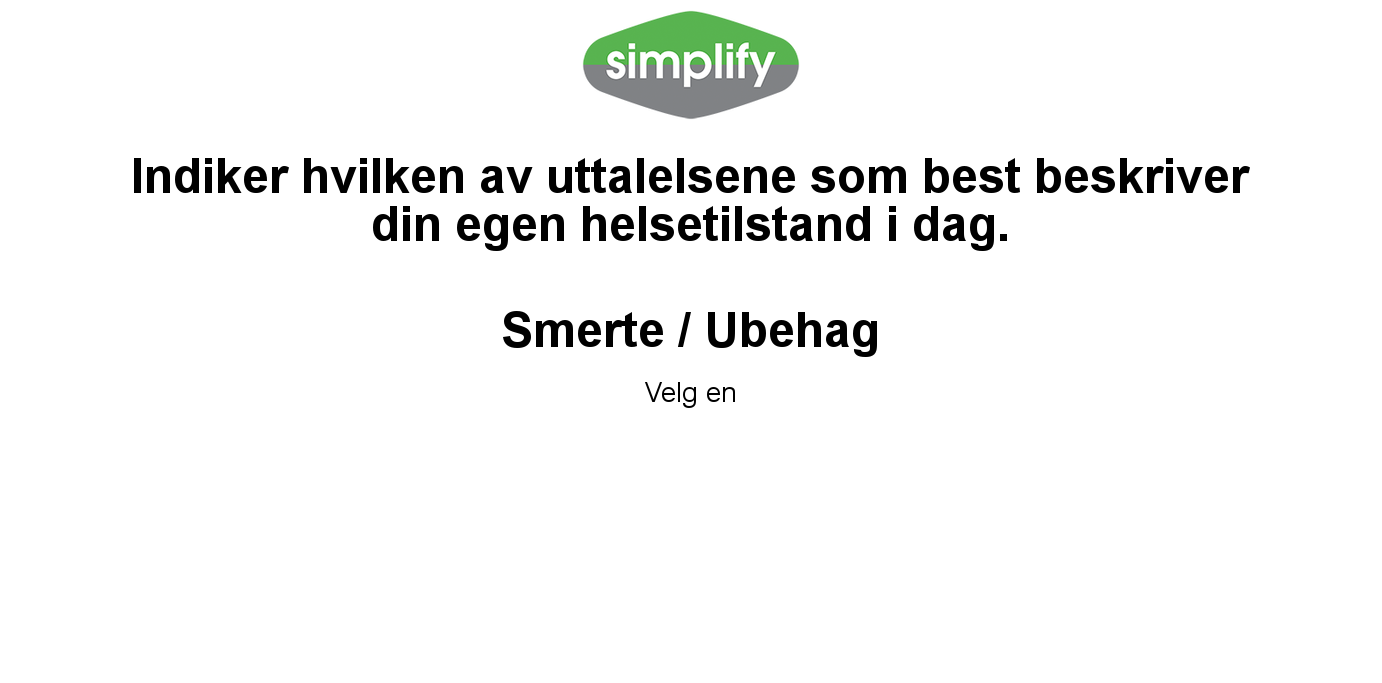 simplify
Indiker hvilken av uttalelsene som best beskriver
din egen helsetilstand i dag.
Smerte / Ubehag
Velg en